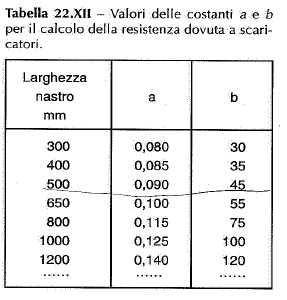 Tabella 22.XII – Valori delle costanti a e b
per il calcolo della resistenza dovuta a scari-
catori.
Larghezza
nastro
mm
a
b
300 0,080 30
400 0,085 35
500 0,090 45
650 0,100 55
800 0,115 75
1000 0,125 100
1200 0,140 120
...... ...... ......